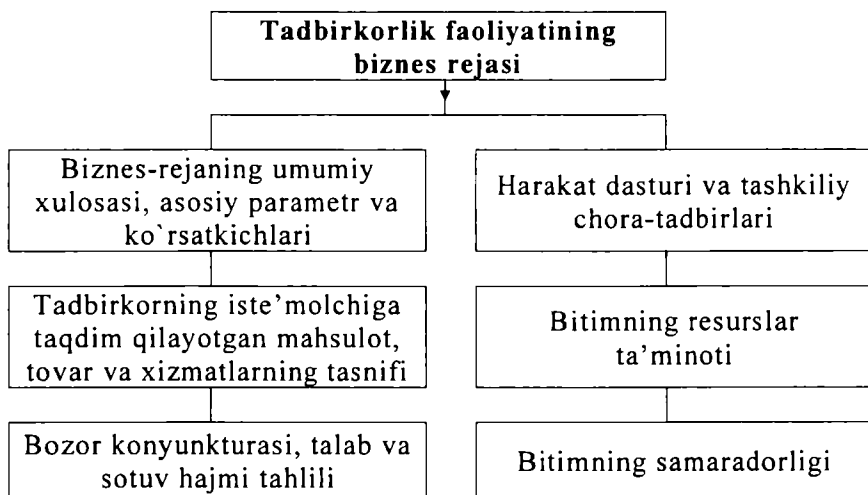 Tadbirkorlik faoliyatining
biznes rejasi
Biznes-rejaning umumiy
xulosasi, asosiy parametr va
ko`rsatkichlari
Tadbirkorning iste’molchiga
taqdim qilayotgan mahsulot,
tovar va xizmatlarning tasnifi
Bozor konyunkturasi, talab va
sotuv hajmi tahlili
Harakat dasturi va tashkiliy
chora-tadbirlari
Bitimning resurslar
ta’minoti
Bitimning samaradorligi